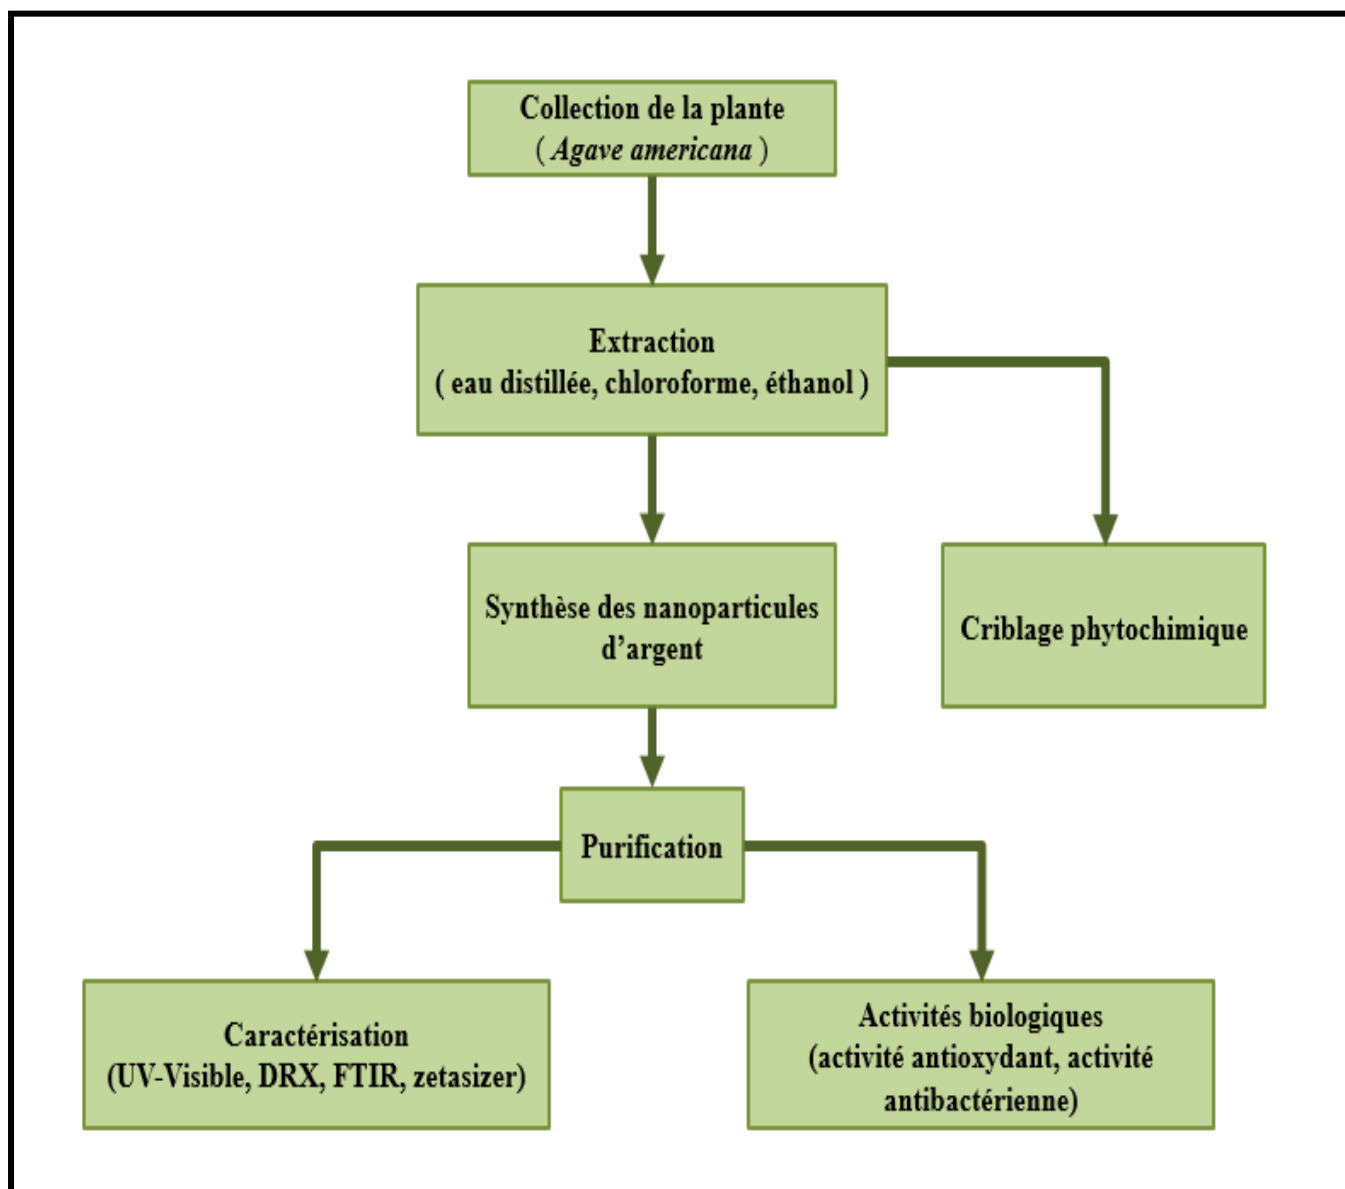 Collection de la plante
( Agave americana )
Extraction
( eau distillée, chloroforme, éthanol )
Synthèse des nanoparticules
d’argent
Criblage phytochimique
Purification
Caractérisation
(UV-Visible, DRX, FTIR, zetasizer)
Activités biologiques
(activité antioxydant, activité
antibactérienne)